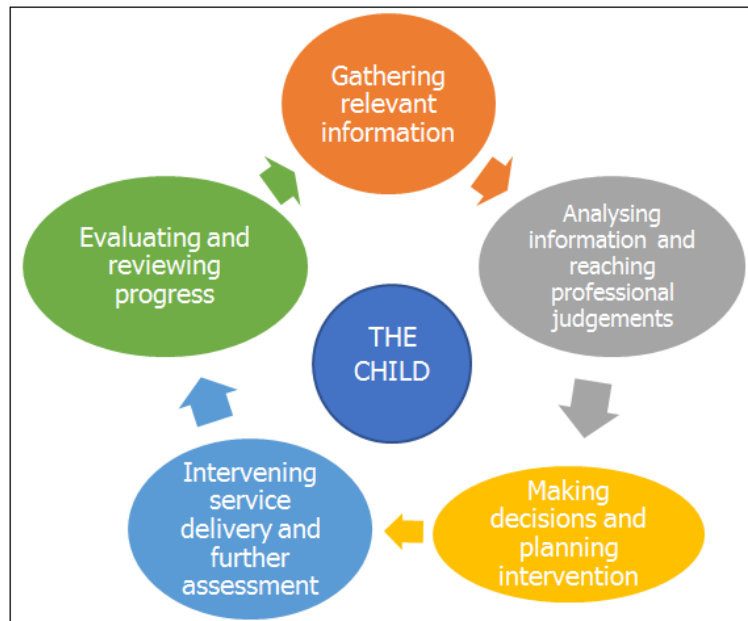 Gathering
relevant
information
Analysing
information and
reaching
professional
judgements
Making
decisions and
planning
intervention
Intervening
service
delivery and
further
assessment
Evaluating and
reviewing
progress
THE
CHILD